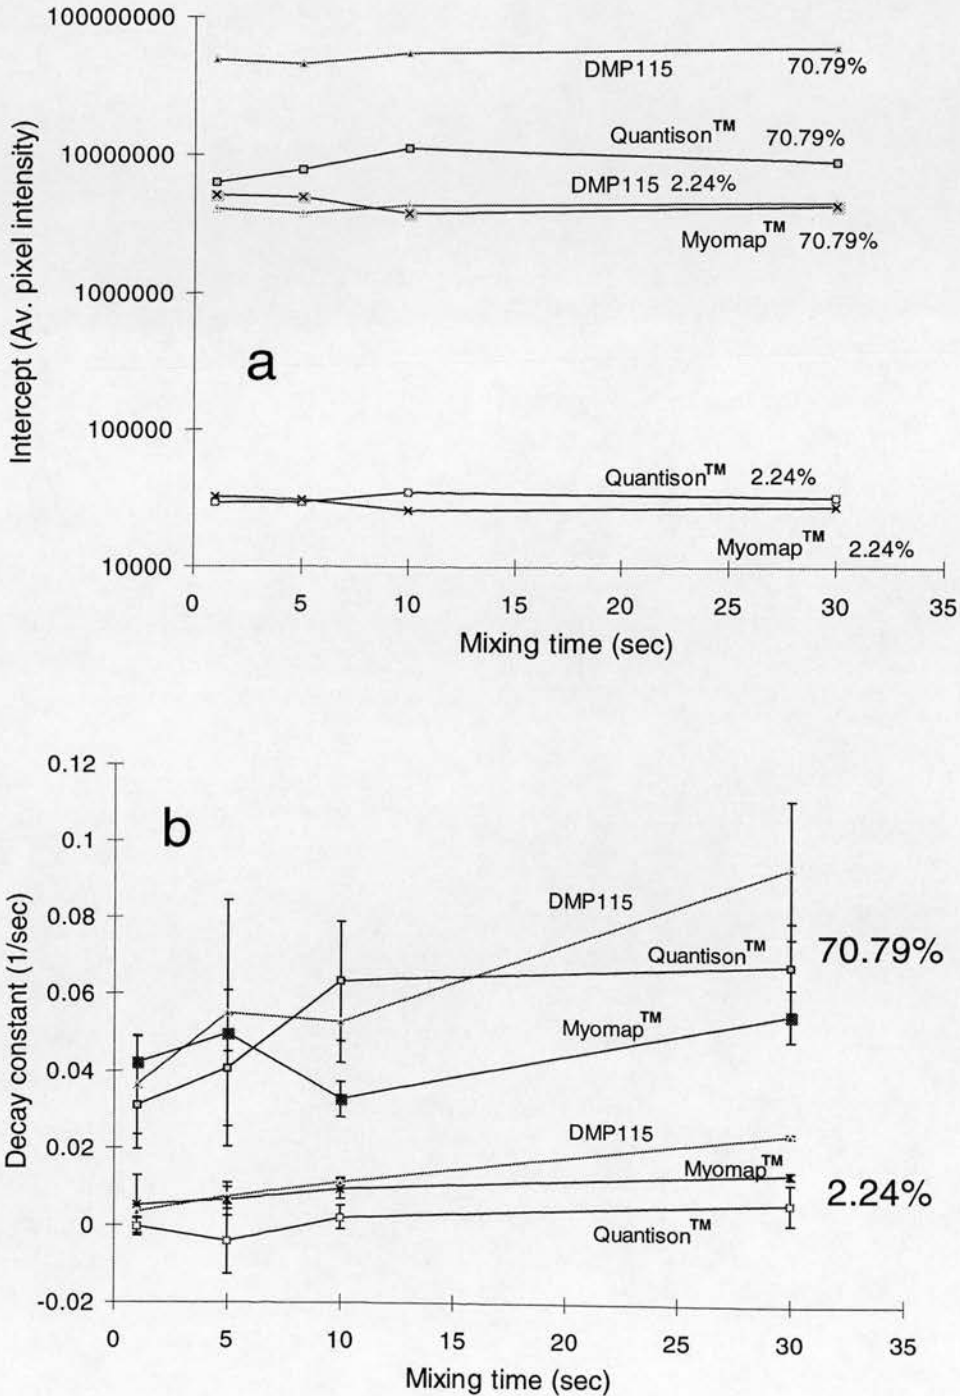 100000000
DMP115 70.79%
Quantison™ 70.79%
10000000
DMP115 2.24%
Myomap™ 70.79%
1000000
a
100000
Quantison™ 2.24%
Myomap™ 2.24%
10000
0 5 10 15 20 25 30 35
Mixing time (sec)
Intercept (Av. pixel intensity)
0.12
b
0.1
DMP115
0.08
Quantison™
70.79%
0.06
Myomap™
0.04
DMP115
0.02
Myomap™
2.24%
0
Quantison™
-0.02
0 5 10 15 20 25 30 35
Mixing time (sec)
Decay constant (1/sec)